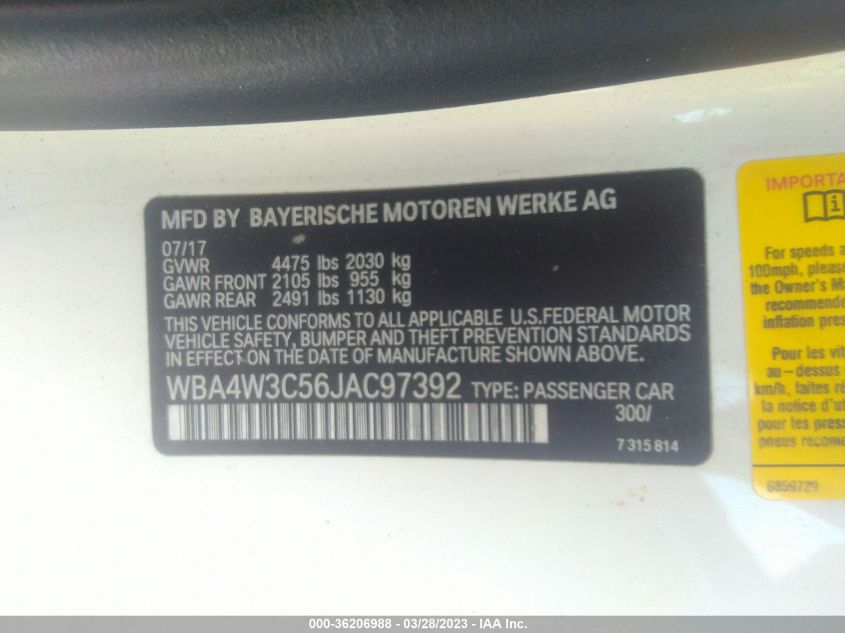 MFD BY BAYERISCHE MOTOREN WERKE AG
07/17
GVWR 4475 lbs 2030 kg
GAWR FRONT 2105 lbs 955 kg
GAWR REAR 2491 lbs 1130 kg
THIS VEHICLE CONFORMS TO ALL APPLICABLE U.S.FEDERAL MOTOR
VEHICLE SAFETY, BUMPER AND THEFT PREVENTION STANDARDS
IN EFFECT ON THE DATE OF MANUFACTURE SHOWN ABOVE.
WBA4W3C56JAC97392 TYPE: PASSENGER CAR
300/
7 315 814
IMPORTA
For speeds a
100mph, please
the Owner's M
recommende
inflation pres
Pour les vit
au-dessus
km/h, faites ré
la notice d'ut
pour les press
pneus recom
6859729
000-36206988 - 03/28/2023 - IAA Inc.